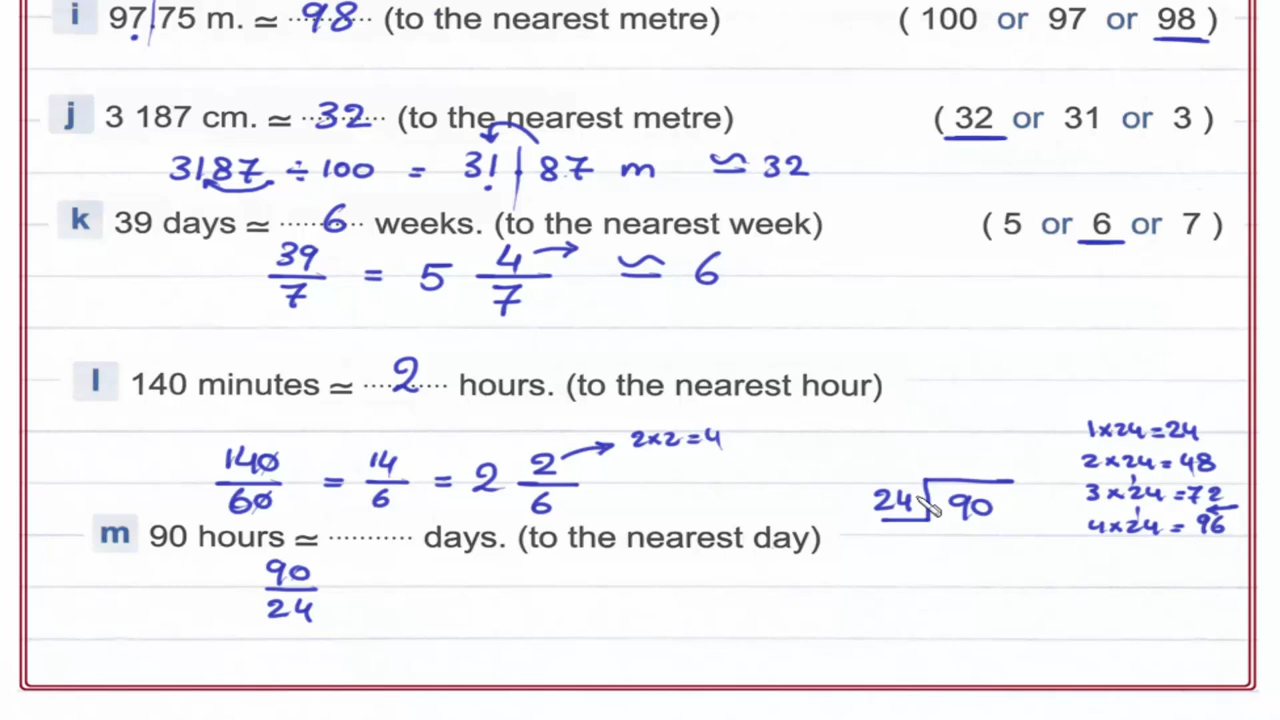 i 97.75 m. ≃ ...98... (to the nearest metre) ( 100 or 97 or 98 )
j 3 187 cm. ≃ ...32... (to the nearest metre) ( 32 or 31 or 3 )
3187 ÷ 100 = 31.87 m ≃ 32
k 39 days ≃ ......6.. weeks. (to the nearest week) ( 5 or 6 or 7 )
39/7 = 5 4/7 → ≃ 6
l 140 minutes ≃ ....2..... hours. (to the nearest hour)
140/60 = 14/6 = 2 2/6 → 2×2=4
24 90
1×24=24
2×24=48
3×24=72
4×24=96
m 90 hours ≃ ........... days. (to the nearest day)
90/24